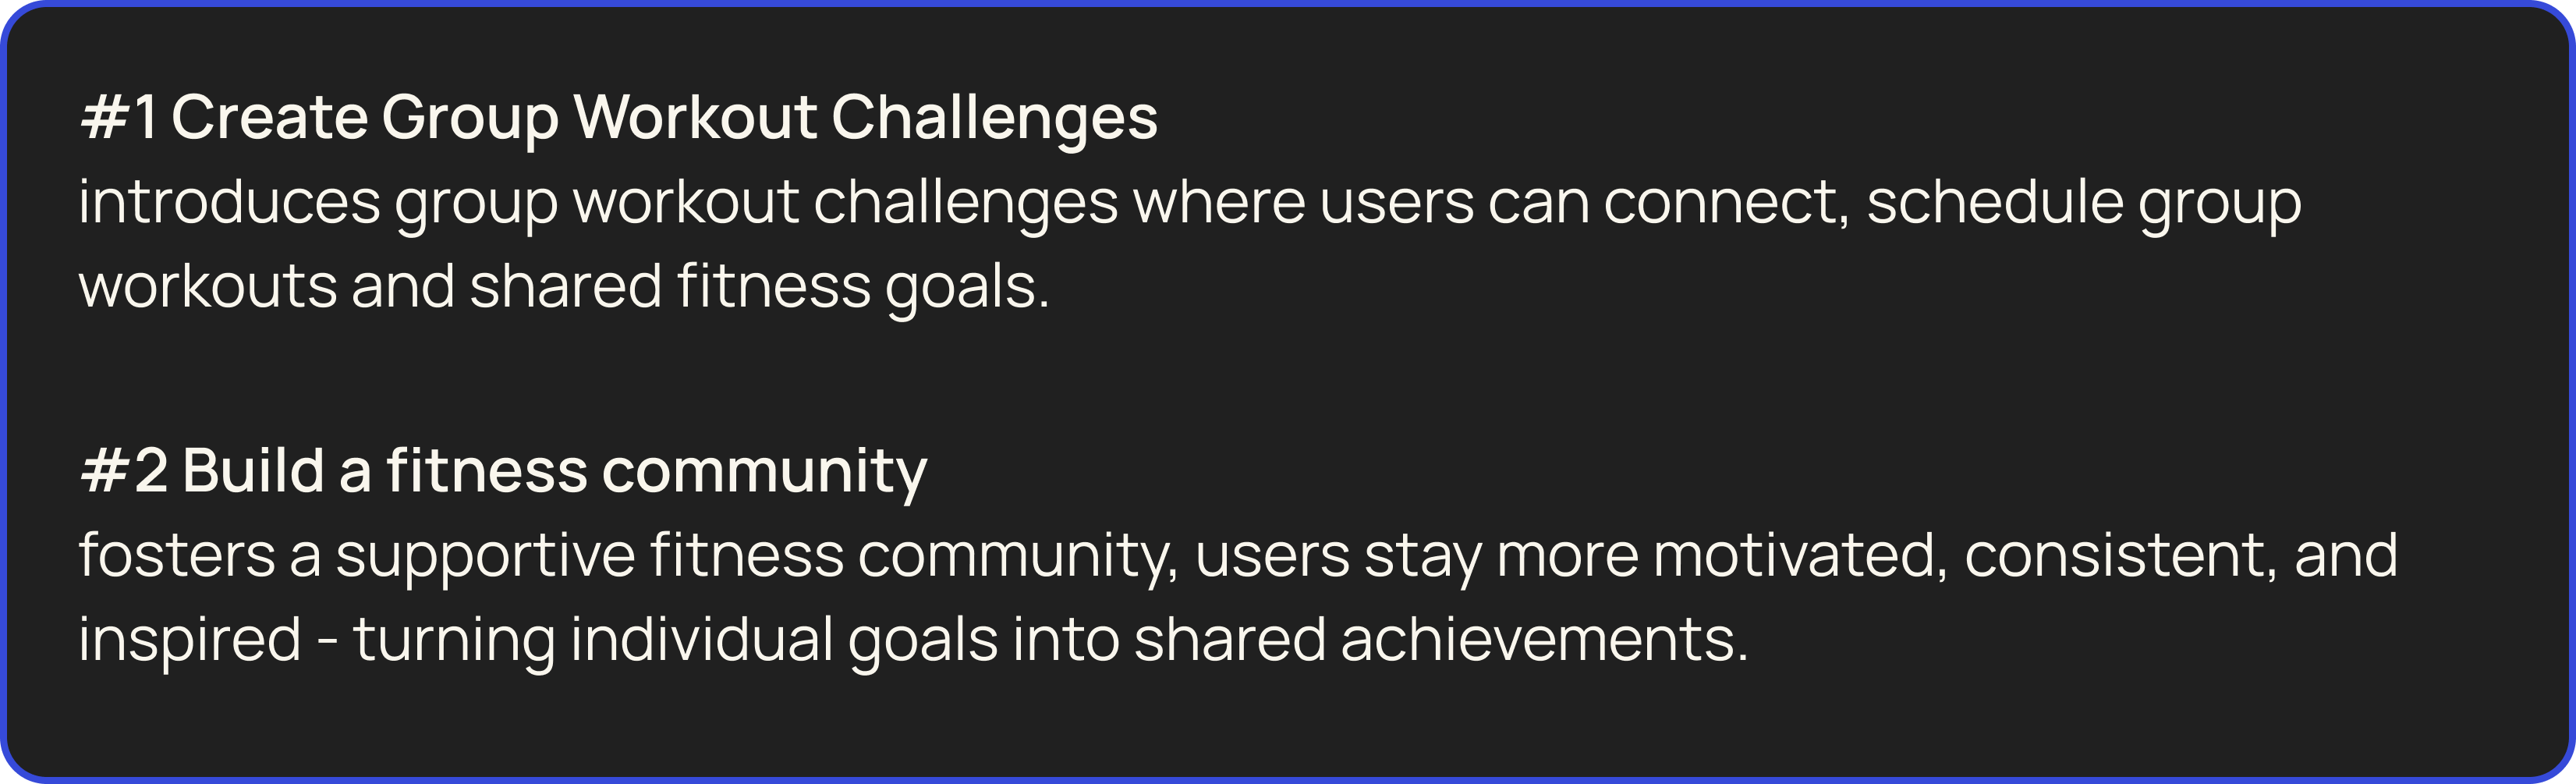 #1 Create Group Workout Challenges
introduces group workout challenges where users can connect, schedule group
workouts and shared fitness goals.
#2 Build a fitness community
fosters a supportive fitness community, users stay more motivated, consistent, and
inspired - turning individual goals into shared achievements.